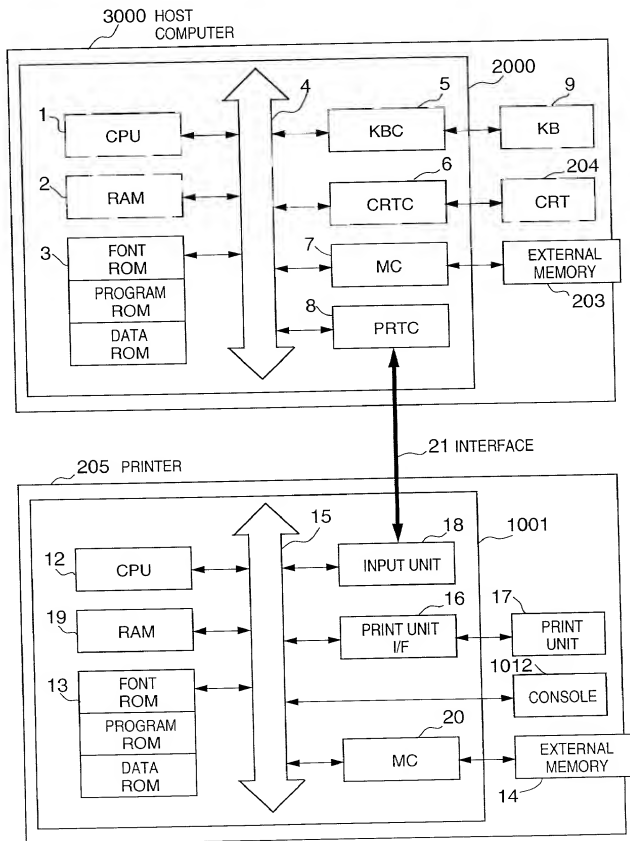 3000 HOST
COMPUTER
2000
1
CPU
4
5
KBC
9
KB
2
RAM
6
CRTC
204
CRT
3
FONT
ROM
PROGRAM
ROM
DATA
ROM
7
MC
EXTERNAL
MEMORY
203
8
PRTC
21 INTERFACE
205 PRINTER
1001
12
CPU
15
18
INPUT UNIT
19
RAM
16
PRINT UNIT
I/F
17
PRINT
UNIT
13
FONT
ROM
PROGRAM
ROM
DATA
ROM
1012
CONSOLE
20
MC
EXTERNAL
MEMORY
14